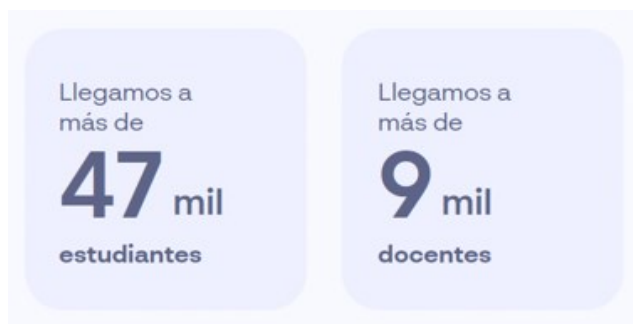 Llegamos a
más de
47 mil
estudiantes
Llegamos a
más de
9 mil
docentes